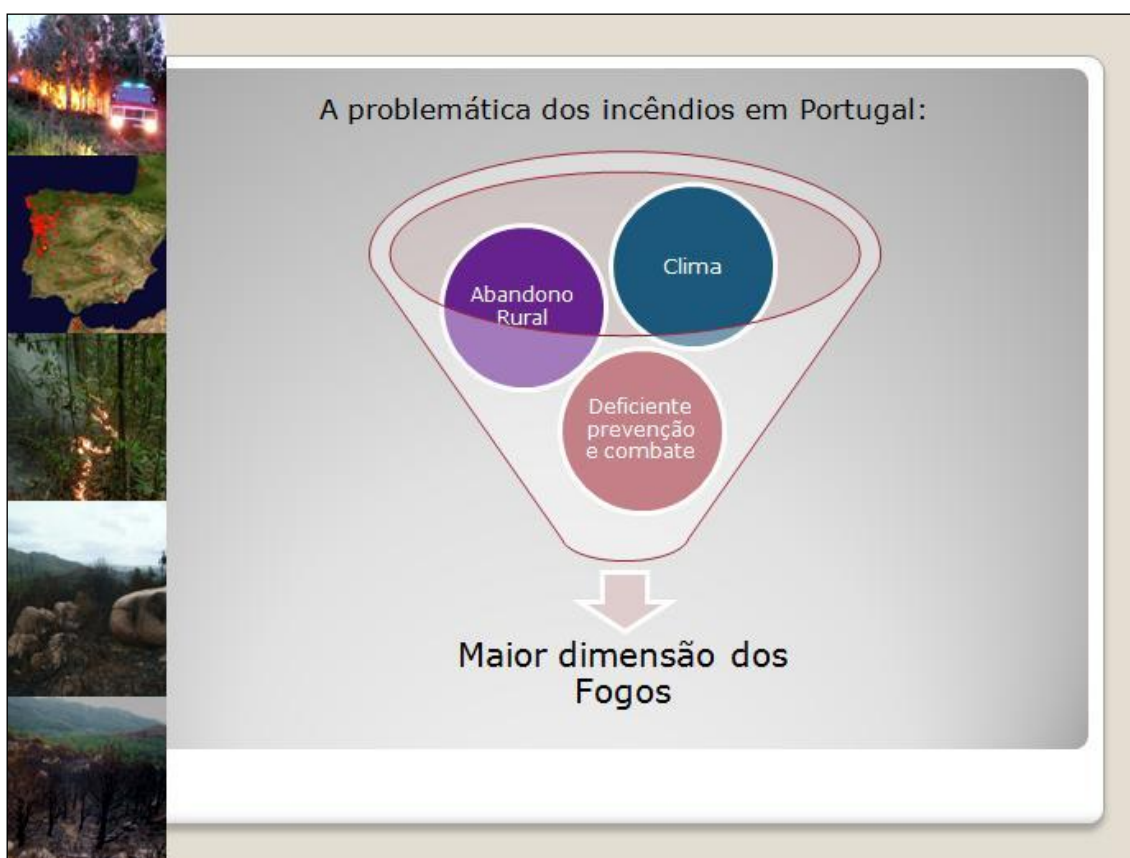 A problemática dos incêndios em Portugal:
Clima
Abandono
Rural
Deficiente
prevenção
e combate
Maior dimensão dos
Fogos